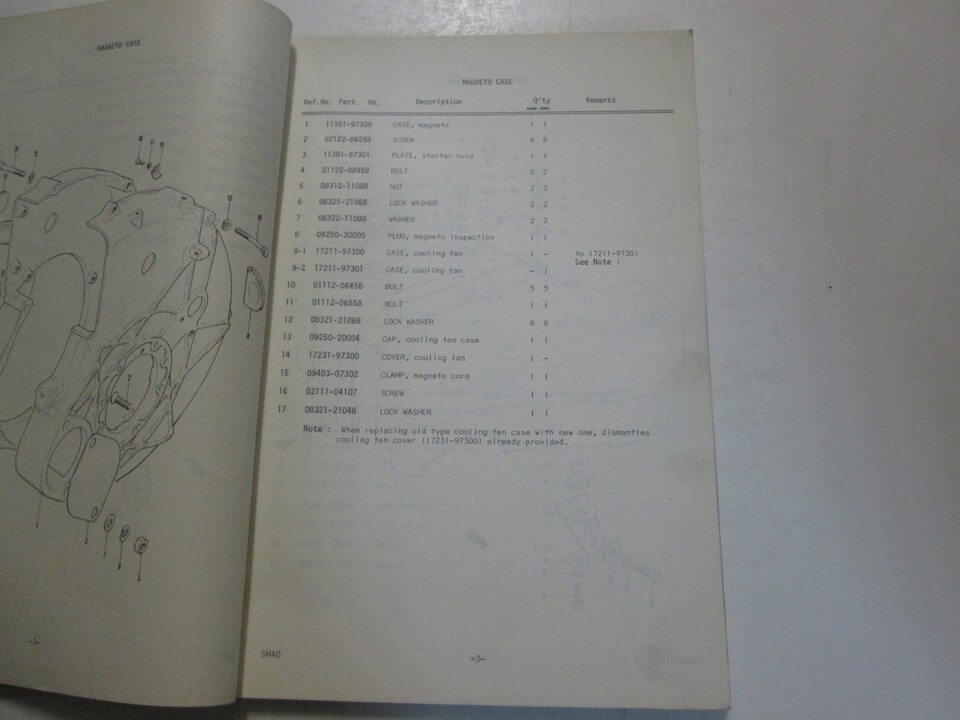 MAGNETO CASE
-3-
MAGNETO CASE
Ref.No. Part No. Description Q'ty Remarks
1 11351-97300 CASE, magneto 1 1
2 02122-06258 SCREW 6 6
3 11381-97301 PLATE, starter hole 1 1
4 01122-08958 BOLT 2 2
5 08312-11088 NUT 2 2
6 08321-21088 LOCK WASHER 2 2
7 08322-11088 WASHER 2 2
8 09250-30005 PLUG, magneto inspection 1 1
9-1 17211-97300 CASE, cooling fan 1 - to 17211-97301
See Note :
9-2 17211-97301 CASE, cooling fan - 1
10 01112-06458 BOLT 5 5
11 01112-06558 BOLT 1 1
12 08321-21068 LOCK WASHER 6 6
13 09250-20004 CAP, cooling fan case 1 1
14 17231-97300 COVER, cooling fan 1 -
15 09403-07302 CLAMP, magneto cord 1 1
16 02111-04107 SCREW 1 1
17 08321-21048 LOCK WASHER 1 1
Note : When replacing old type cooling fan case with new one, dismantles
cooling fan cover (17231-97300) already provided.
SM40
-3-